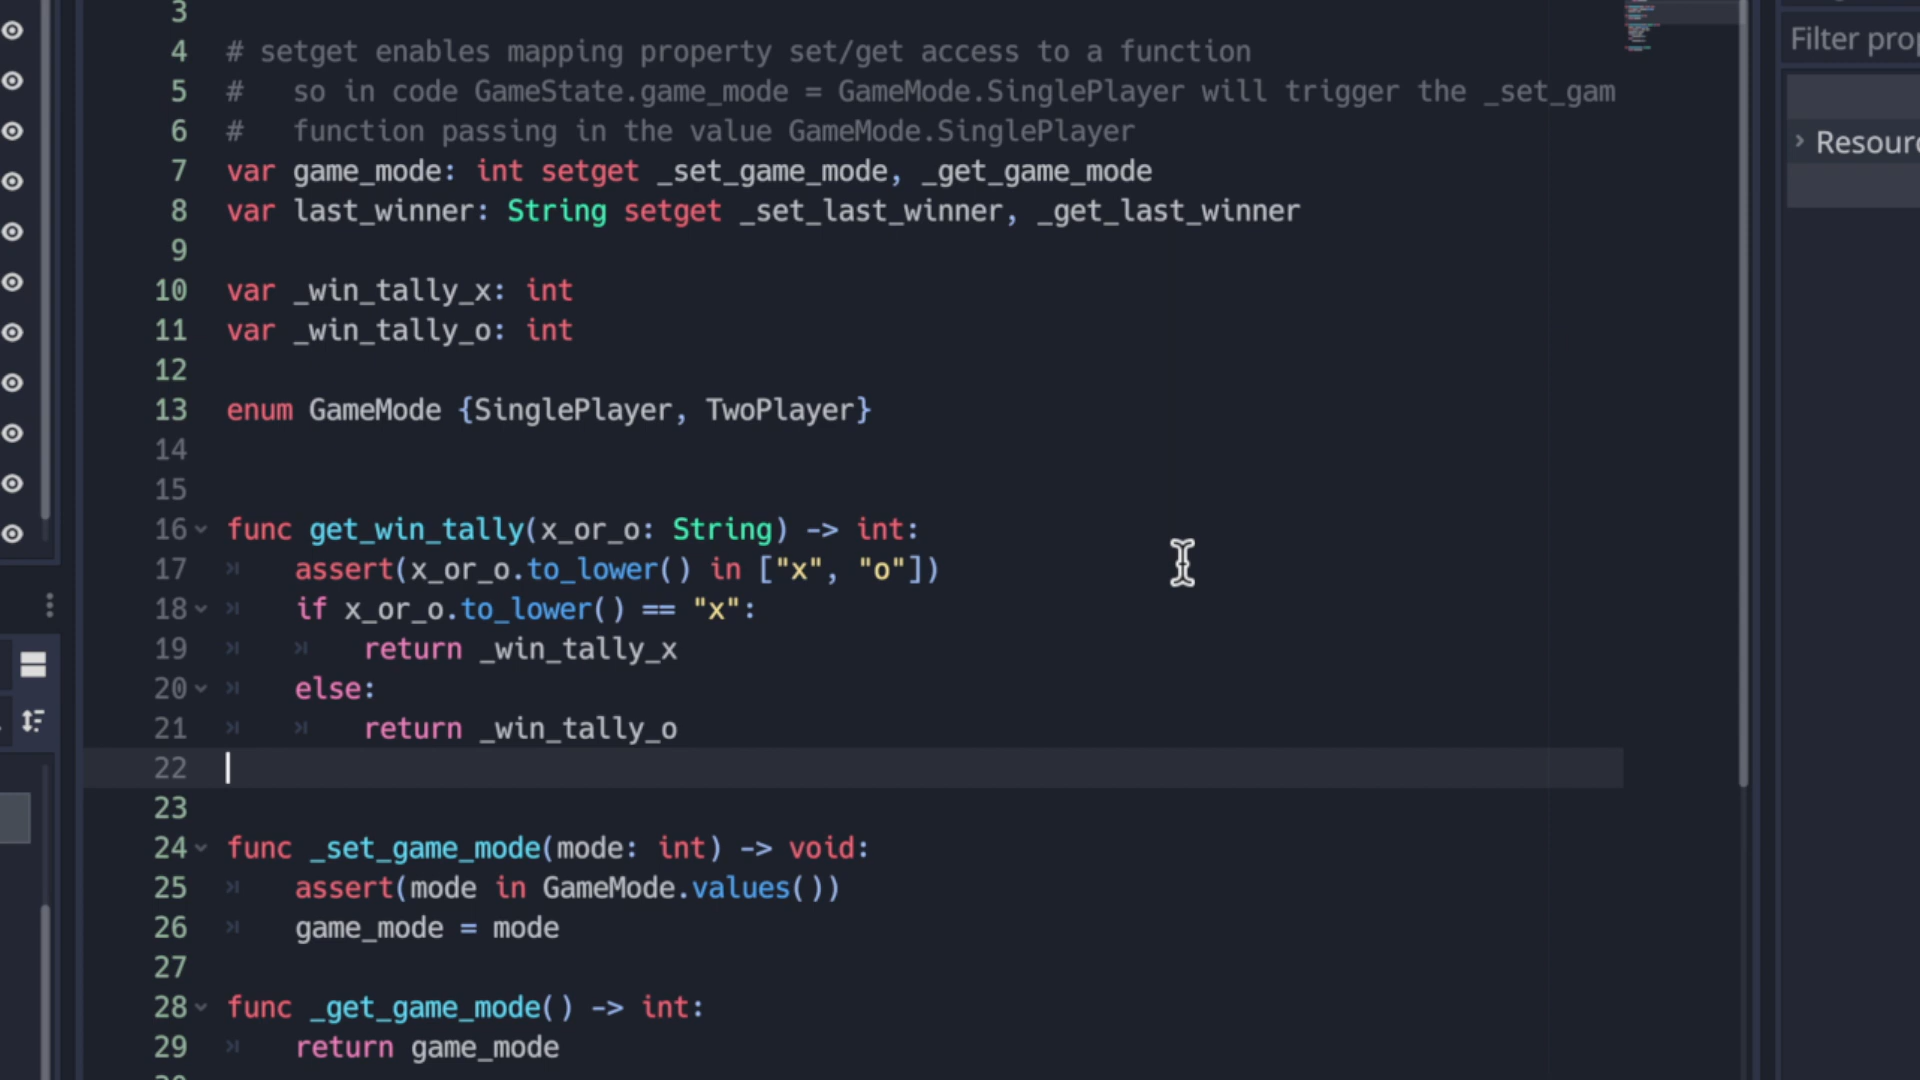 3
4 # setget enables mapping property set/get access to a function
Filter
5 #   so in code GameState.game_mode = GameMode.SinglePlayer will trigger the _set_gam
6 #   function passing in the value GameMode.SinglePlayer
7 var game_mode: int setget _set_game_mode, _get_game_mode
8 var last_winner: String setget _set_last_winner, _get_last_winner
9
10 var _win_tally_x: int
11 var _win_tally_o: int
12
13 enum GameMode {SinglePlayer, TwoPlayer}
14
15
16 func get_win_tally(x_or_o: String) -> int:
17     assert(x_or_o.to_lower() in ["x", "o"])
18     if x_or_o.to_lower() == "x":
19         return _win_tally_x
20     else:
21         return _win_tally_o
22
23
24 func _set_game_mode(mode: int) -> void:
25     assert(mode in GameMode.values())
26     game_mode = mode
27
28 func _get_game_mode() -> int:
29     return game_mode